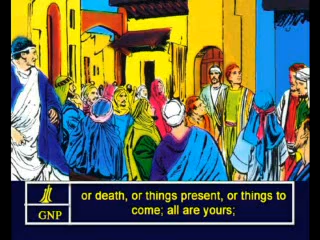 or death, or things present, or things to
come; all are yours;
GNP